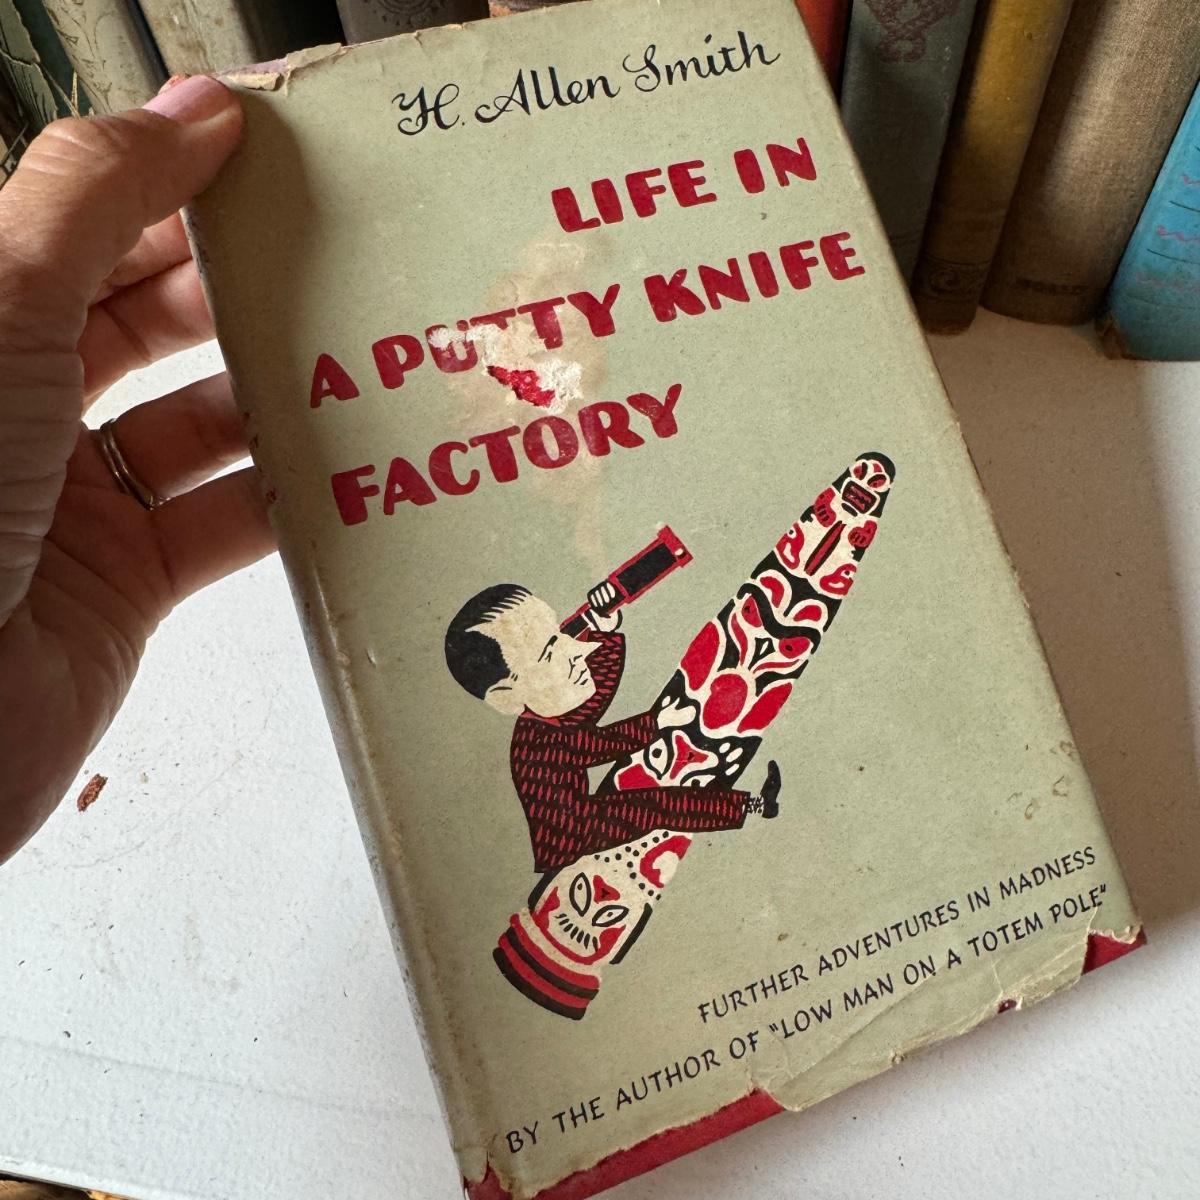 H. Allen Smith
LIFE IN
A PUTTY KNIFE
FACTORY
FURTHER ADVENTURES IN MADNESS
BY THE AUTHOR OF "LOW MAN ON A TOTEM POLE"